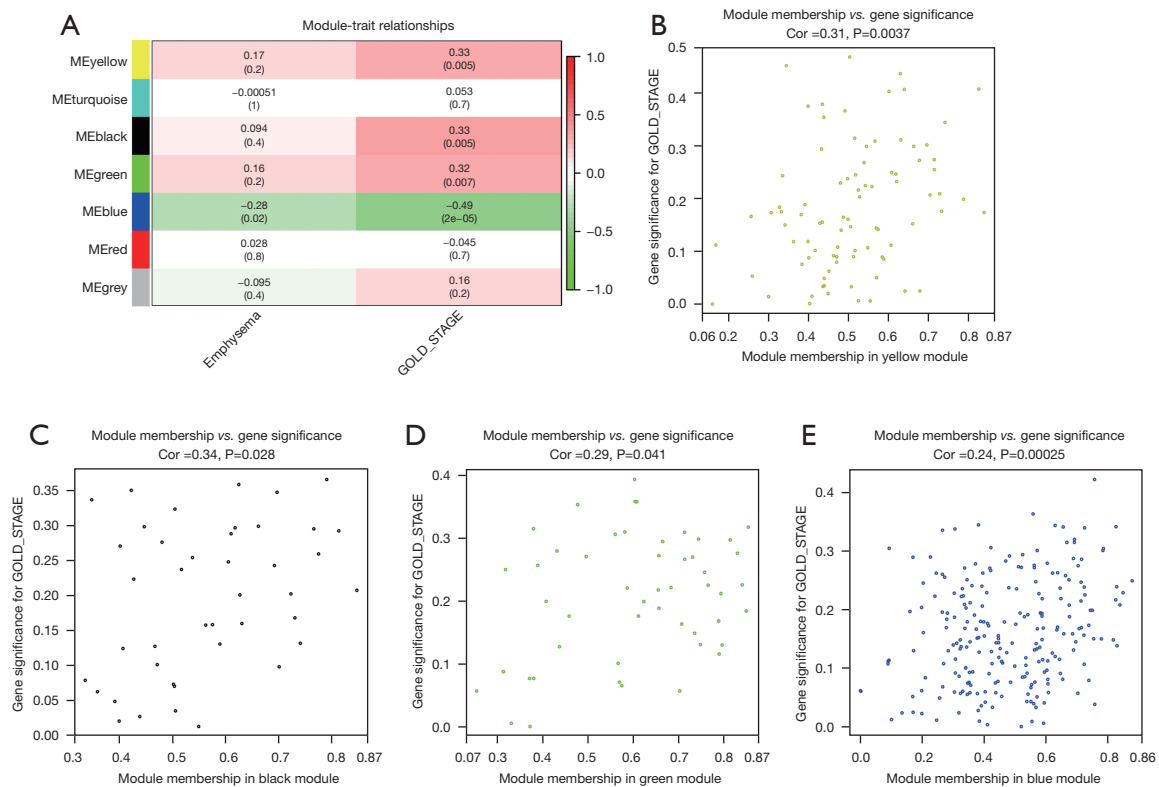 A
Module-trait relationships
MEyellow
0.17
(0.2)
0.33
(0.005)
MEturquoise
−0.00051
(1)
0.053
(0.7)
MEblack
0.094
(0.4)
0.33
(0.005)
MEgreen
0.16
(0.2)
0.32
(0.007)
MEblue
−0.28
(0.02)
−0.49
(2e−05)
MEred
0.028
(0.8)
−0.045
(0.7)
MEgrey
−0.095
(0.4)
0.16
(0.2)
Emphysema
GOLD_STAGE
1.0
0.5
0.0
−0.5
−1.0
B
Module membership vs. gene significance
Cor =0.31, P=0.0037
Gene significance for GOLD_STAGE
0.5
0.4
0.3
0.2
0.1
0.0
0.06 0.2 0.3 0.4 0.5 0.6 0.7 0.8 0.87
Module membership in yellow module
C
Module membership vs. gene significance
Cor =0.34, P=0.028
Gene significance for GOLD_STAGE
0.35
0.30
0.25
0.20
0.15
0.10
0.05
0.00
0.3 0.4 0.5 0.6 0.7 0.87
Module membership in black module
D
Module membership vs. gene significance
Cor =0.29, P=0.041
Gene significance for GOLD_STAGE
0.4
0.3
0.2
0.1
0.0
0.07 0.3 0.4 0.5 0.6 0.7 0.87
Module membership in green module
E
Module membership vs. gene significance
Cor =0.24, P=0.00025
Gene significance for GOLD_STAGE
0.4
0.3
0.2
0.1
0.0
0.0 0.2 0.4 0.6 0.86
Module membership in blue module